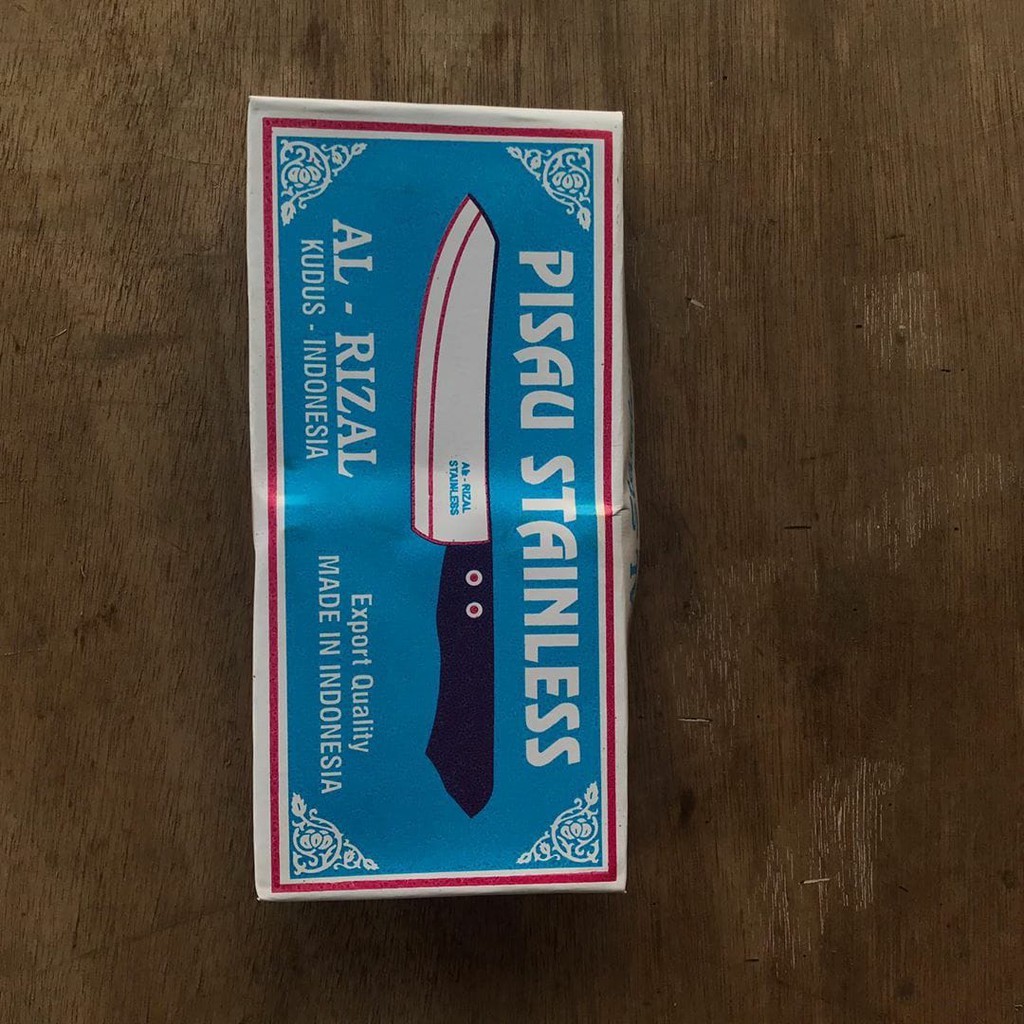 PISAU STAINLESS
AL - RIZAL
STAINLESS
AL - RIZAL
KUDUS - INDONESIA
Export Quality
MADE IN INDONESIA